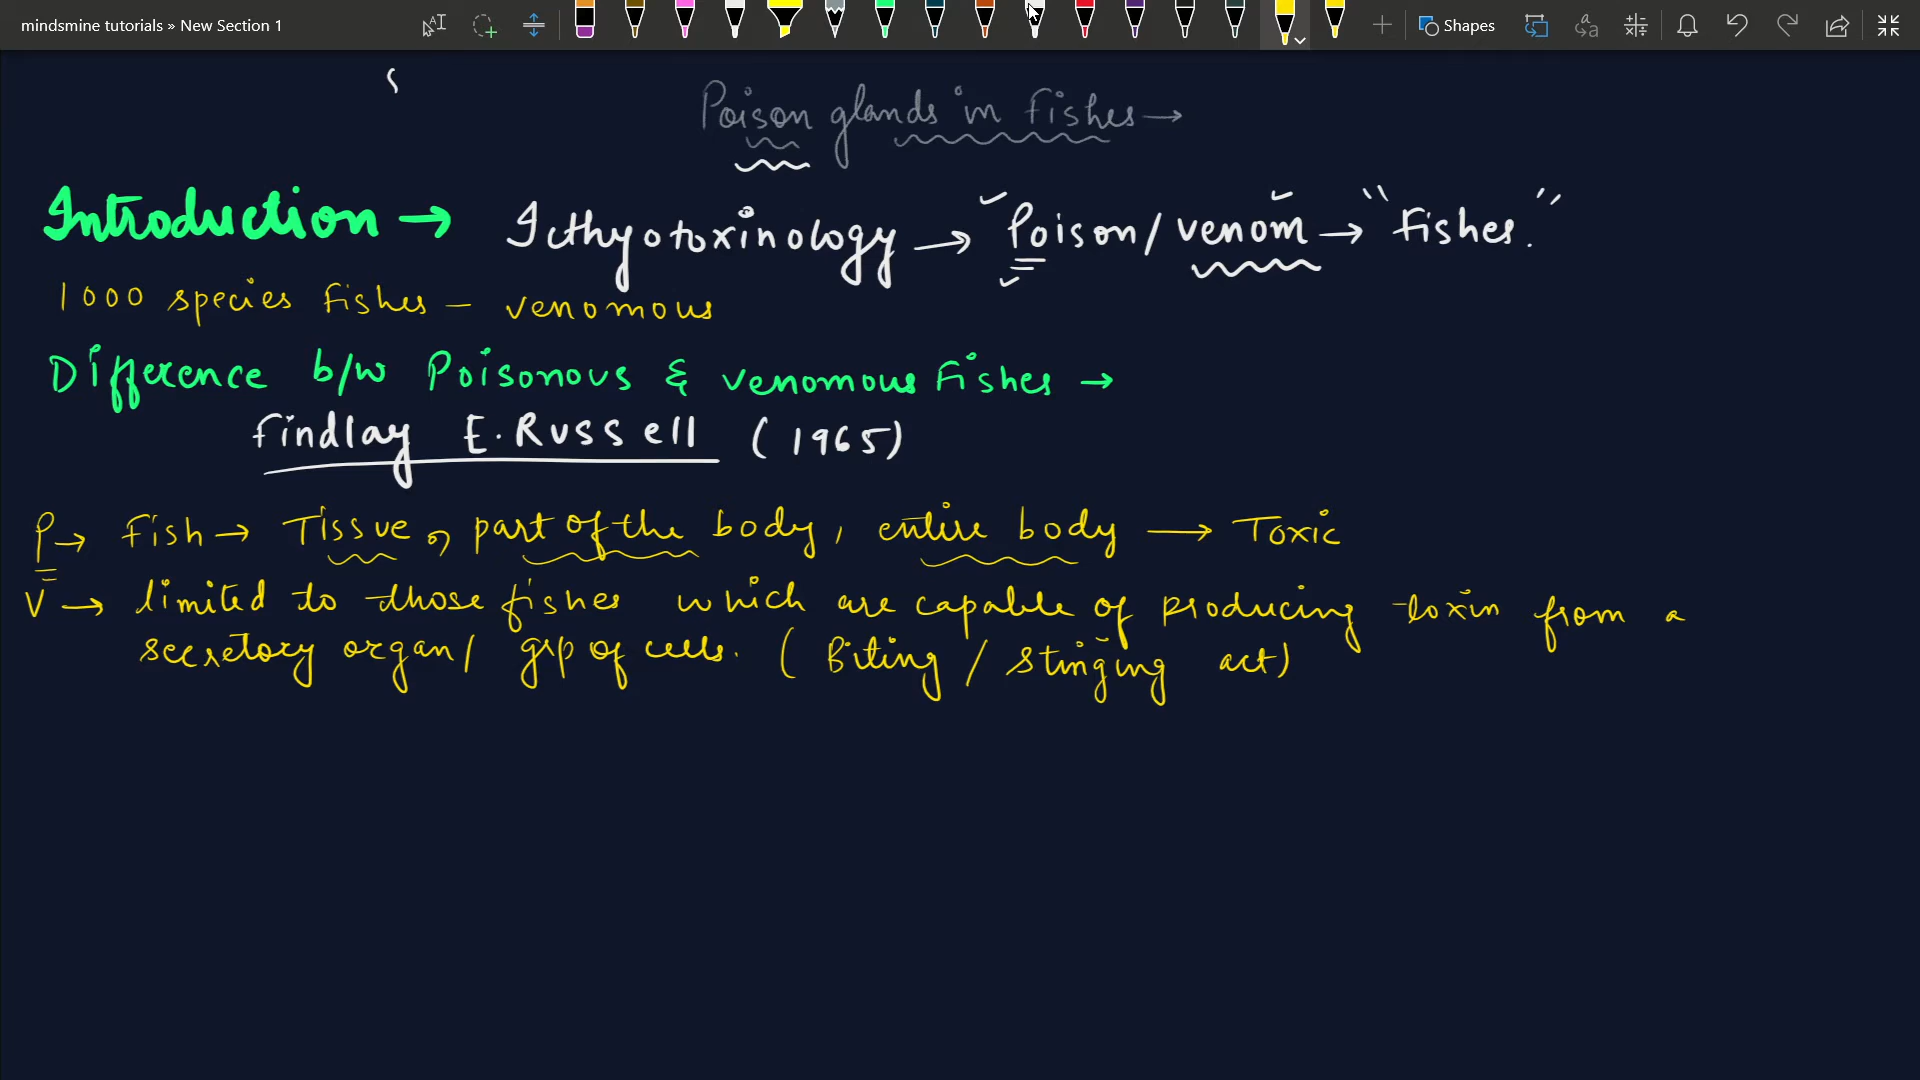 mindsmine tutorials » New Section 1
Shapes
Poison glands in fishes →
Introduction → Icthyotoxinology → Poison/venom → "fishes."
1000 species fishes - venomous
Difference b/w Poisonous & venomous Fishes →
Findlay E. Russell (1965)
P → Fish → Tissue, part of the body, entire body → Toxic
V → limited to those fishes which are capable of producing toxin from a
secretory organ/ grp of cells. (Biting / stinging act)